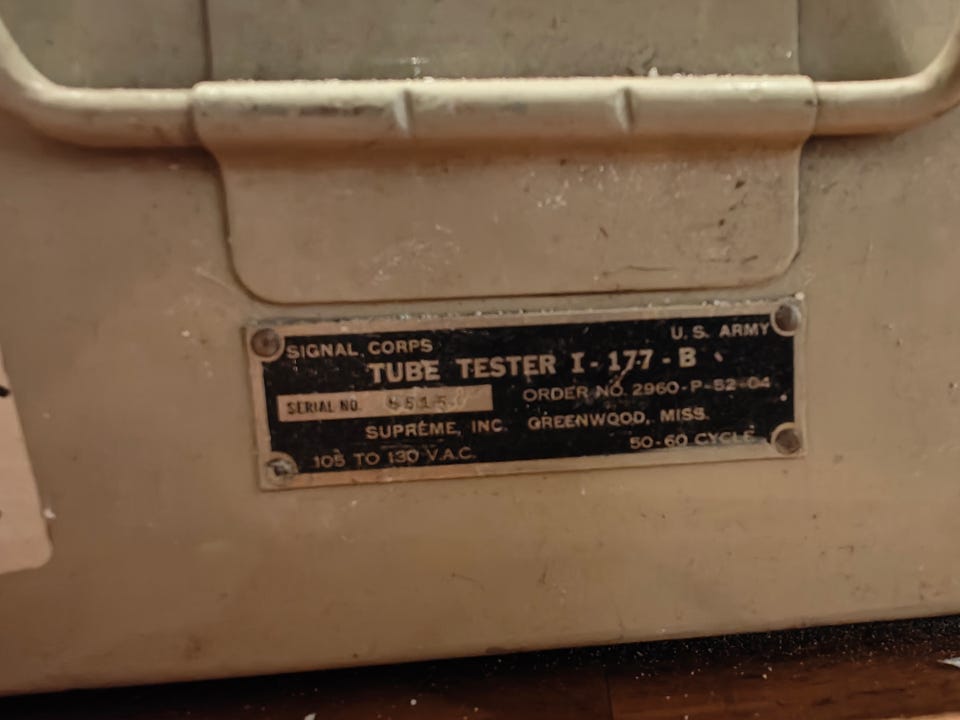 SIGNAL CORPS U. S. ARMY
TUBE TESTER I-177-B
SERIAL NO. ORDER NO. 2960-P-52-04
SUPREME, INC. GREENWOOD, MISS.
105 TO 130 V.A.C. 50-60 CYCLE